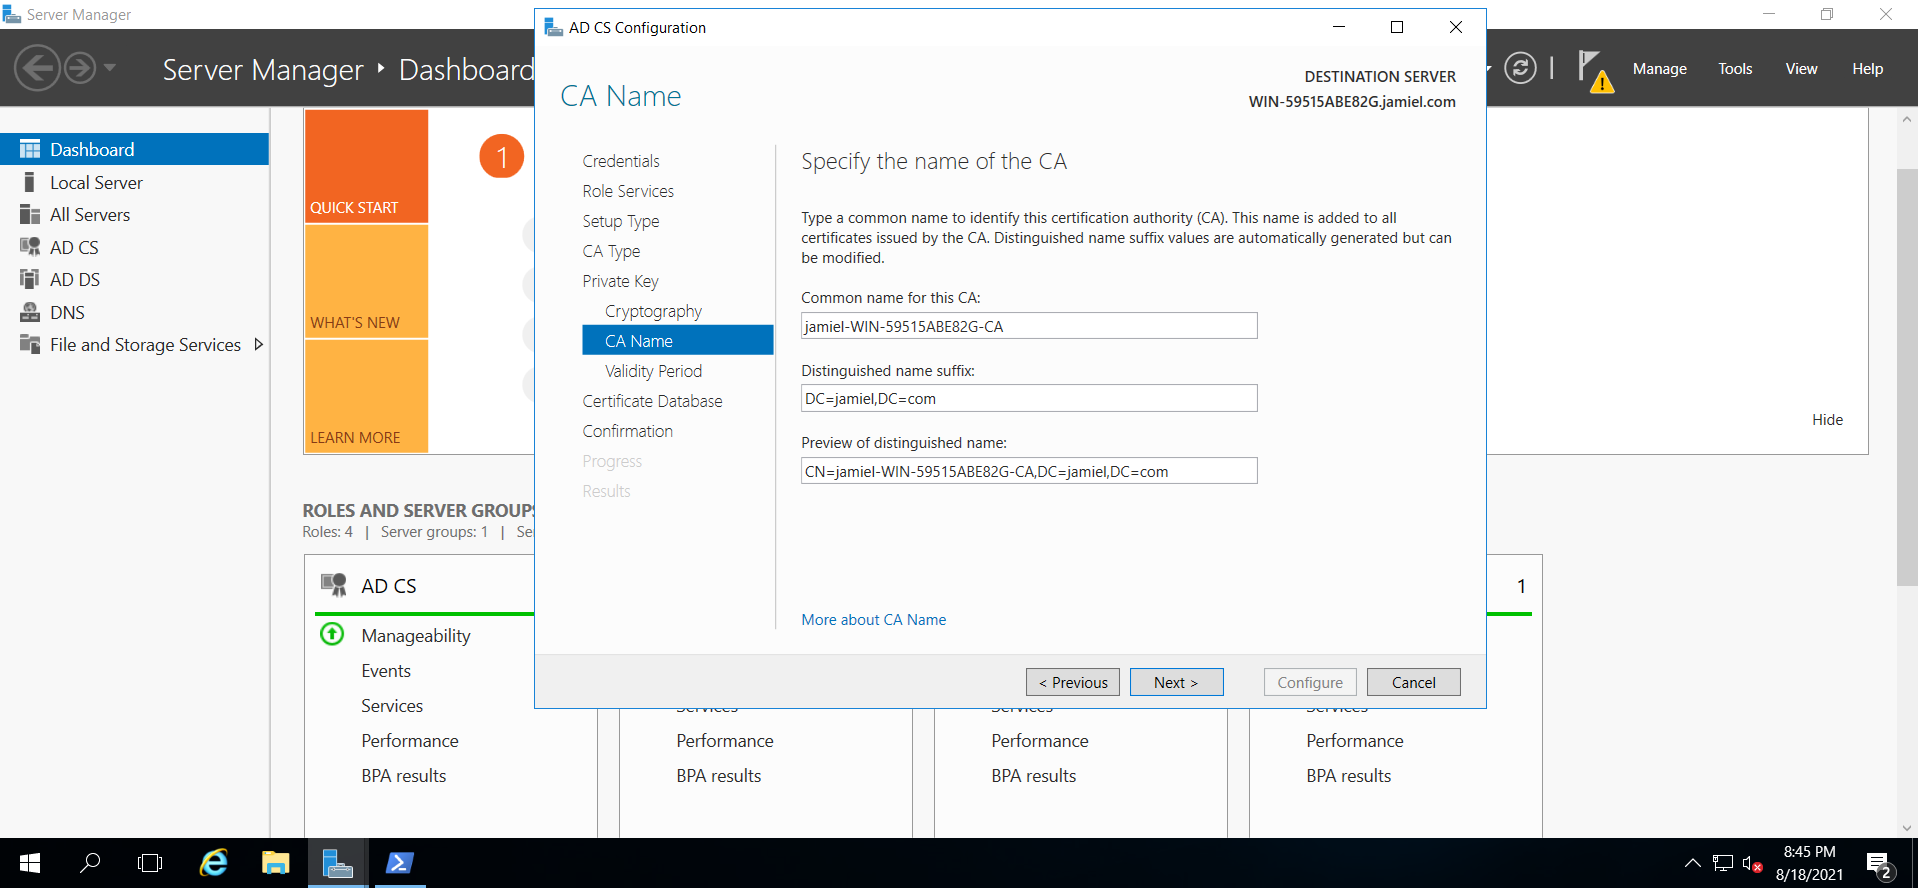 Server Manager
Server Manager
Dashboard
Manage
Tools
View
Help
Dashboard
Local Server
All Servers
AD CS
AD DS
DNS
File and Storage Services
QUICK START
WHAT'S NEW
LEARN MORE
1
Hide
ROLES AND SERVER GROUPS
Roles: 4 | Server groups: 1 | Se
AD CS
Manageability
Events
Services
Performance
BPA results
Services
Performance
BPA results
Services
Performance
BPA results
1
Services
Performance
BPA results
AD CS Configuration
CA Name
DESTINATION SERVER
WIN-59515ABE82G.jamiel.com
Credentials
Role Services
Setup Type
CA Type
Private Key
Cryptography
CA Name
Validity Period
Certificate Database
Confirmation
Progress
Results
Specify the name of the CA
Type a common name to identify this certification authority (CA). This name is added to all
certificates issued by the CA. Distinguished name suffix values are automatically generated but can
be modified.
Common name for this CA:
jamiel-WIN-59515ABE82G-CA
Distinguished name suffix:
DC=jamiel,DC=com
Preview of distinguished name:
CN=jamiel-WIN-59515ABE82G-CA,DC=jamiel,DC=com
More about CA Name
< Previous
Next >
Configure
Cancel
8:45 PM
8/18/2021
2